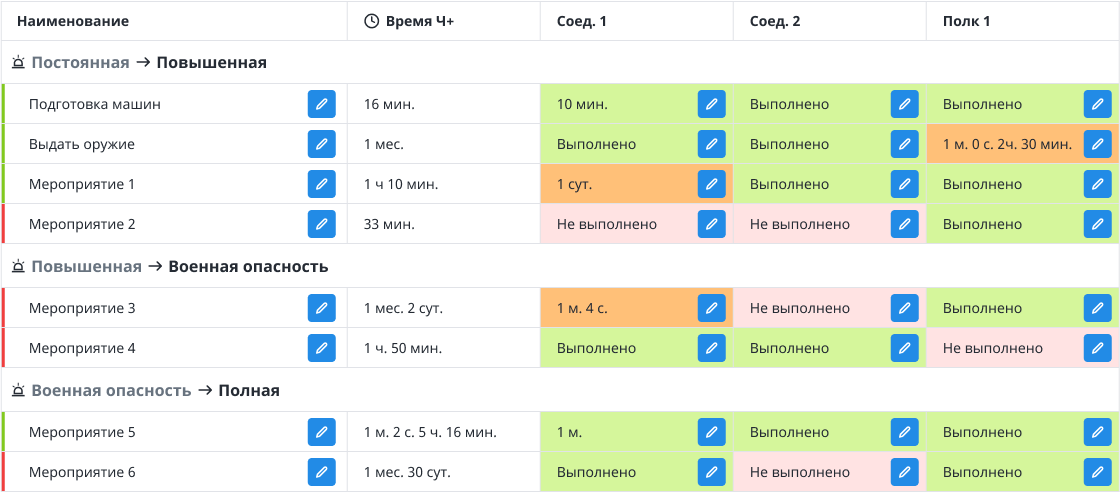 Наименование Время Ч+ Соед. 1 Соед. 2 Полк 1
Постоянная → Повышенная
Подготовка машин 16 мин. 10 мин. Выполнено Выполнено
Выдать оружие 1 мес. Выполнено Выполнено 1 м. 0 с. 2ч. 30 мин.
Мероприятие 1 1 ч 10 мин. 1 сут. Выполнено Выполнено
Мероприятие 2 33 мин. Не выполнено Не выполнено Выполнено
Повышенная → Военная опасность
Мероприятие 3 1 мес. 2 сут. 1 м. 4 с. Не выполнено Выполнено
Мероприятие 4 1 ч. 50 мин. Выполнено Выполнено Не выполнено
Военная опасность → Полная
Мероприятие 5 1 м. 2 с. 5 ч. 16 мин. 1 м. Выполнено Выполнено
Мероприятие 6 1 мес. 30 сут. Выполнено Не выполнено Выполнено